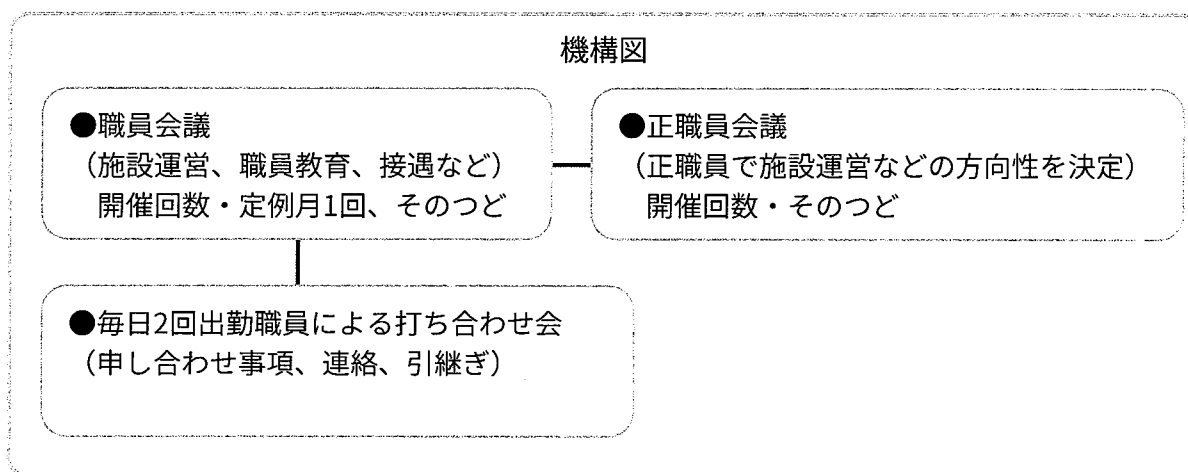 機構図
●職員会議
(施設運営、職員教育、接遇など)
開催回数・定例月1回、そのつど
●正職員会議
(正職員で施設運営などの方向性を決定)
開催回数・そのつど
●毎日2回出勤職員による打ち合わせ会
(申し合わせ事項、連絡、引継ぎ)